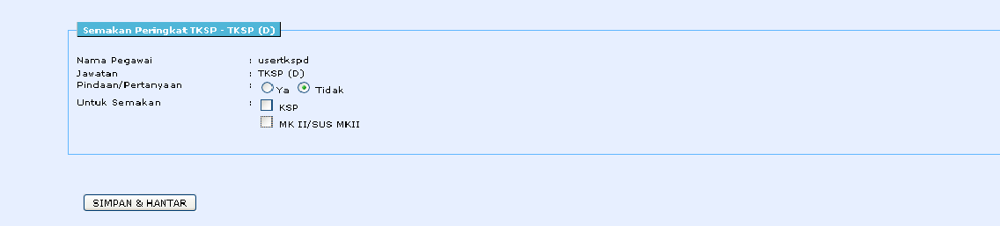 Semakan Peringkat TKSP - TKSP (D)
Nama Pegawai : usertkspd
Jawatan : TKSP (D)
Pindaan/Pertanyaan : Ya Tidak
Untuk Semakan : KSP
MK II/SUS MKII
SIMPAN & HANTAR